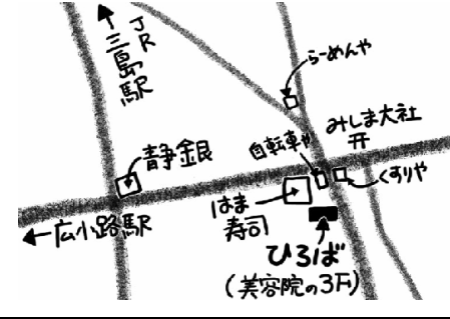 JR
三島駅
らーめんや
みしま大社
自転車や
静銀
くすりや
はま
寿司
広小路駅
ひろば
(美容院の3F)